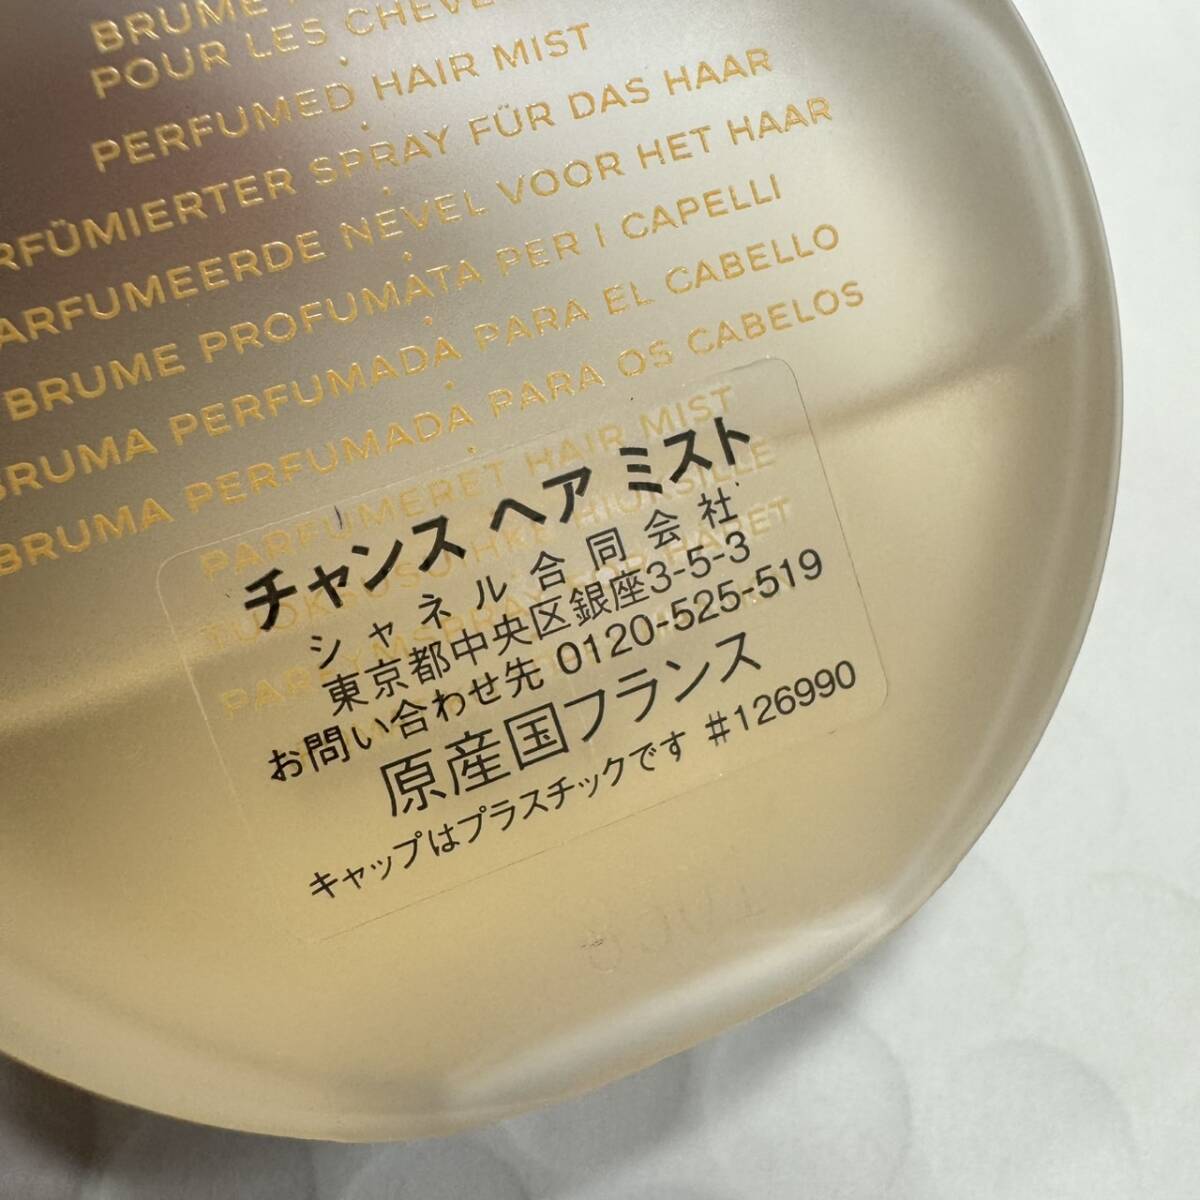 BRUME
POUR LES
PERFUMED HAIR MIST
SPRAY FÜR DAS HAAR
NEVEL VOOR HET HAAR
BRUME PROFUMATA PER I CAPELLI
BRUMA PERFUMADA PARA EL CABELLO
BRUMA PERFUMADA PARA OS CABELOS
PARFUMERET HAIR MIST
チャンス ヘア ミスト
シャネル合同会社
東京都中央区銀座3-5-3
お問い合わせ先 0120-525-519
原産国フランス
キャップはプラスチックです #126990